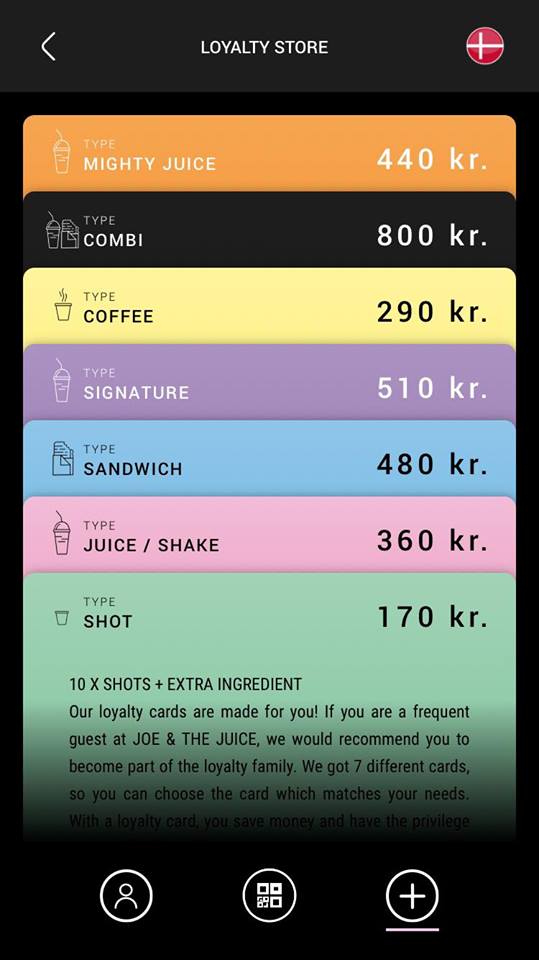 LOYALTY STORE
TYPE
MIGHTY JUICE
440 kr.
TYPE
COMBI
800 kr.
TYPE
COFFEE
290 kr.
TYPE
SIGNATURE
510 kr.
TYPE
SANDWICH
480 kr.
TYPE
JUICE / SHAKE
360 kr.
TYPE
SHOT
170 kr.
10 X SHOTS + EXTRA INGREDIENT
Our loyalty cards are made for you! If you are a frequent
guest at JOE & THE JUICE, we would recommend you to
become part of the loyalty family. We got 7 different cards,
so you can choose the card which matches your needs.
With a loyalty card, you save money and have the privilege